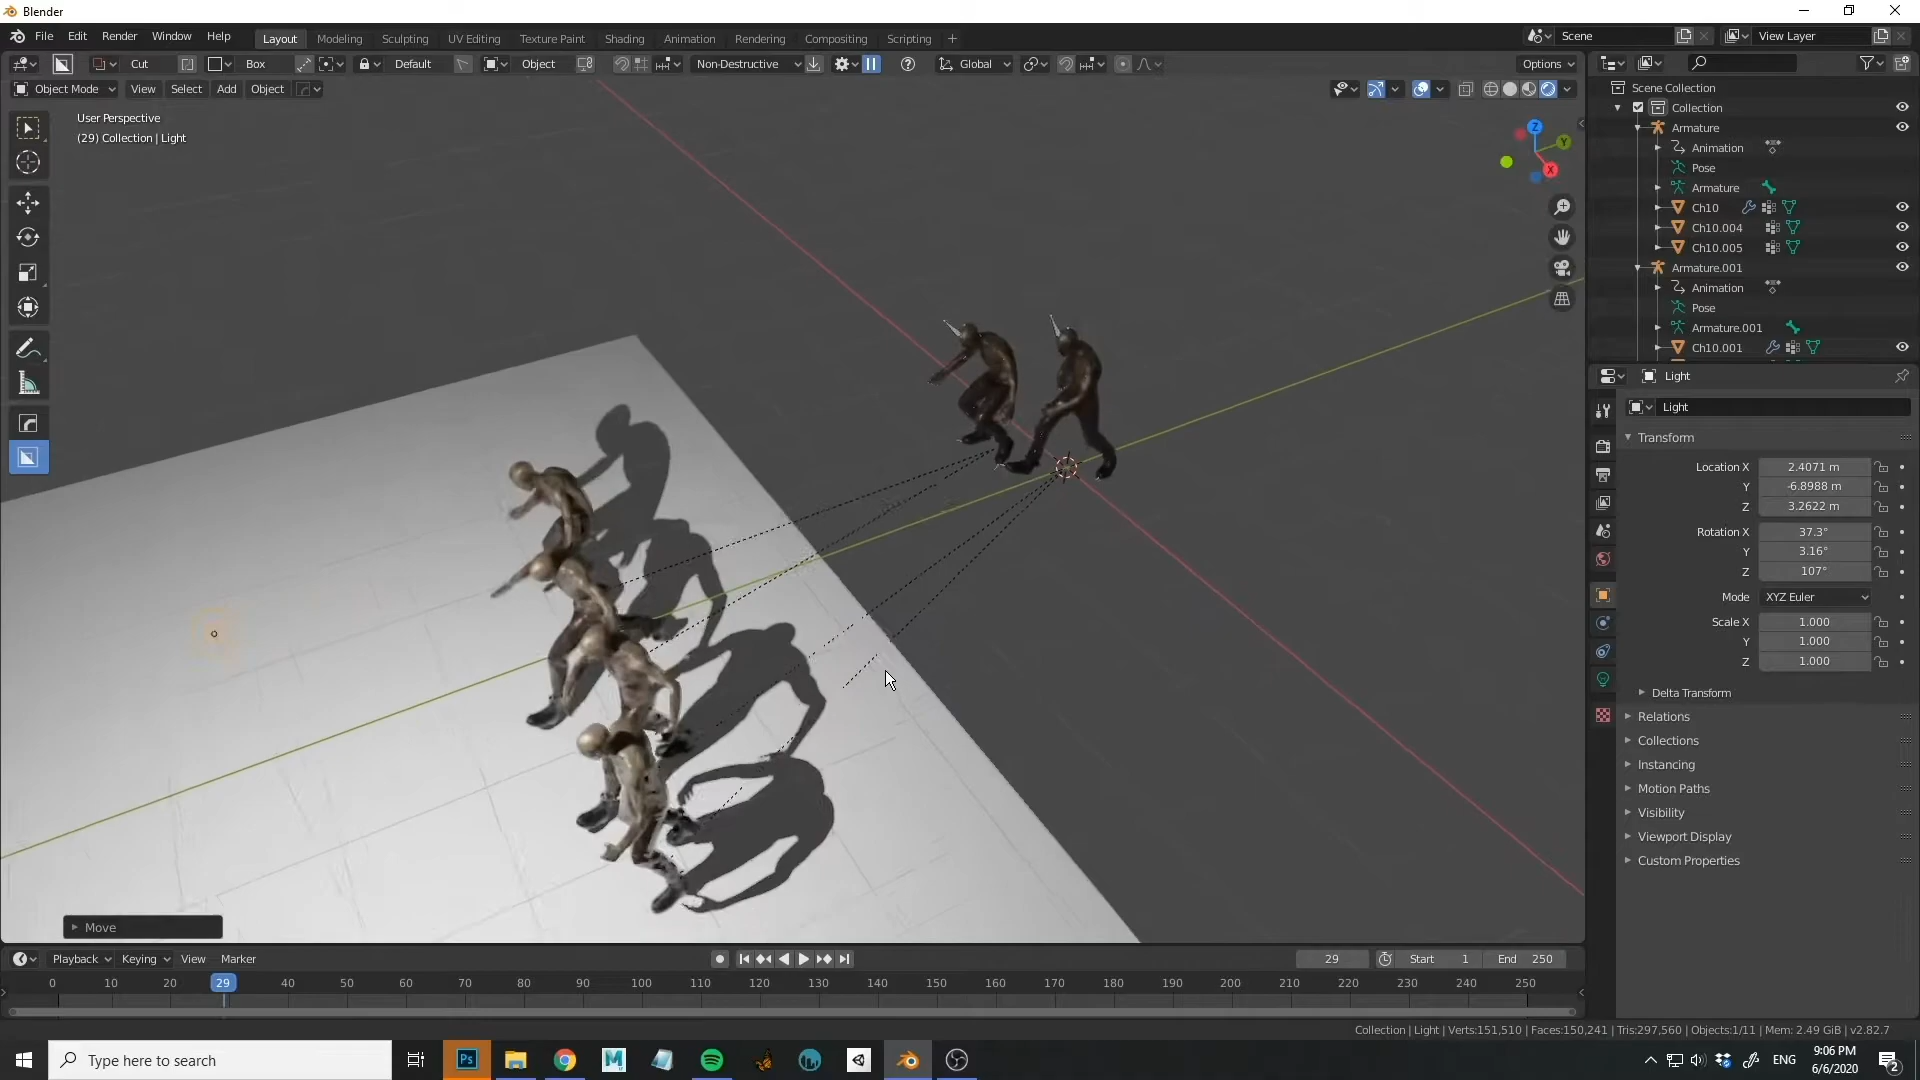 Blender
File Edit Render Window Help
Layout Modeling Sculpting UV Editing Texture Paint Shading Animation Rendering Compositing Scripting +
Scene
View Layer
Cut Box Default Object Non-Destructive Global Options
Object Mode View Select Add Object
User Perspective
(29) Collection | Light
Z
Y
X
Scene Collection
Collection
Armature
Animation
Pose
Armature
Ch10
Ch10.004
Ch10.005
Armature.001
Animation
Pose
Armature.001
Ch10.001
Light
Light
Transform
Location X 2.4071 m
Y -6.8988 m
Z 3.2622 m
Rotation X 37.3°
Y 3.16°
Z 107°
Mode XYZ Euler
Scale X 1.000
Y 1.000
Z 1.000
Delta Transform
Relations
Collections
Instancing
Motion Paths
Visibility
Viewport Display
Custom Properties
Move
Playback Keying View Marker
29 Start 1 End 250
0 10 20 29 40 50 60 70 80 90 100 110 120 130 140 150 160 170 180 190 200 210 220 230 240 250
Collection | Light | Verts:151,510 | Faces:150,241 | Tris:297,560 | Objects:1/11 | Mem: 2.49 GiB | v2.82.7
Type here to search
Ps
M
ENG
9:06 PM
6/6/2020
2